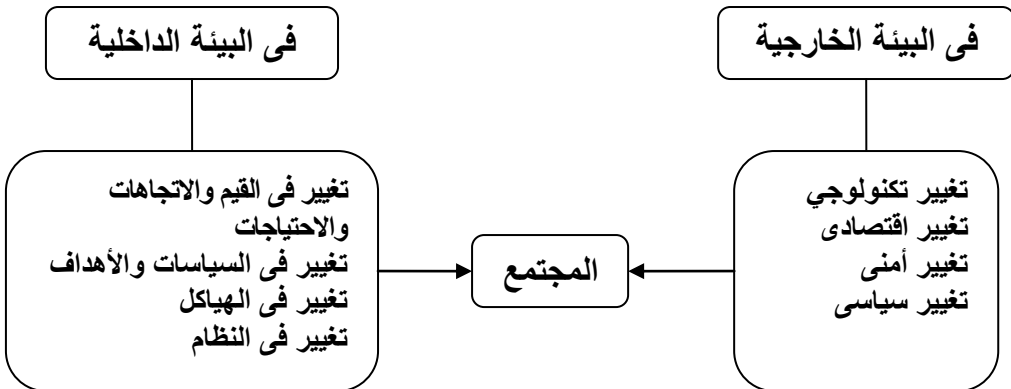 فى البيئة الخارجية
فى البيئة الداخلية
تغيير تكنولوجي
تغيير اقتصادى
تغيير أمنى
تغيير سياسى
المجتمع
تغيير فى القيم والاتجاهات
والاحتياجات
تغيير فى السياسات والأهداف
تغيير فى الهياكل
تغيير فى النظام